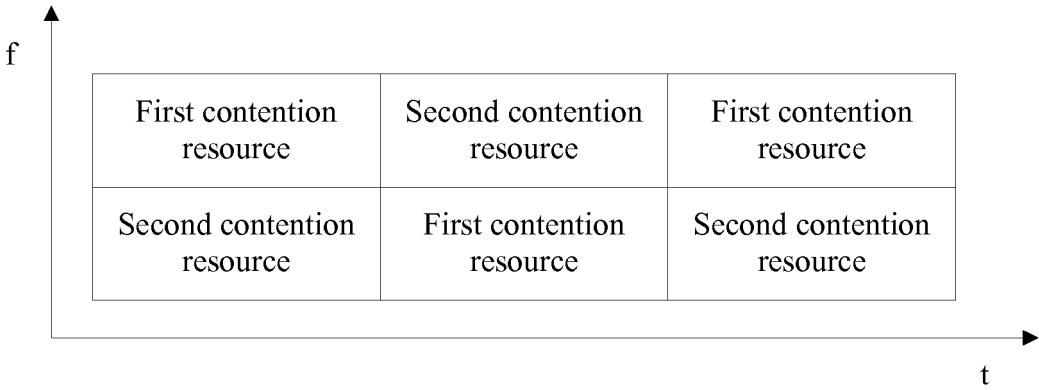 f
First contention
resource
Second contention
resource
First contention
resource
Second contention
resource
First contention
resource
Second contention
resource
t